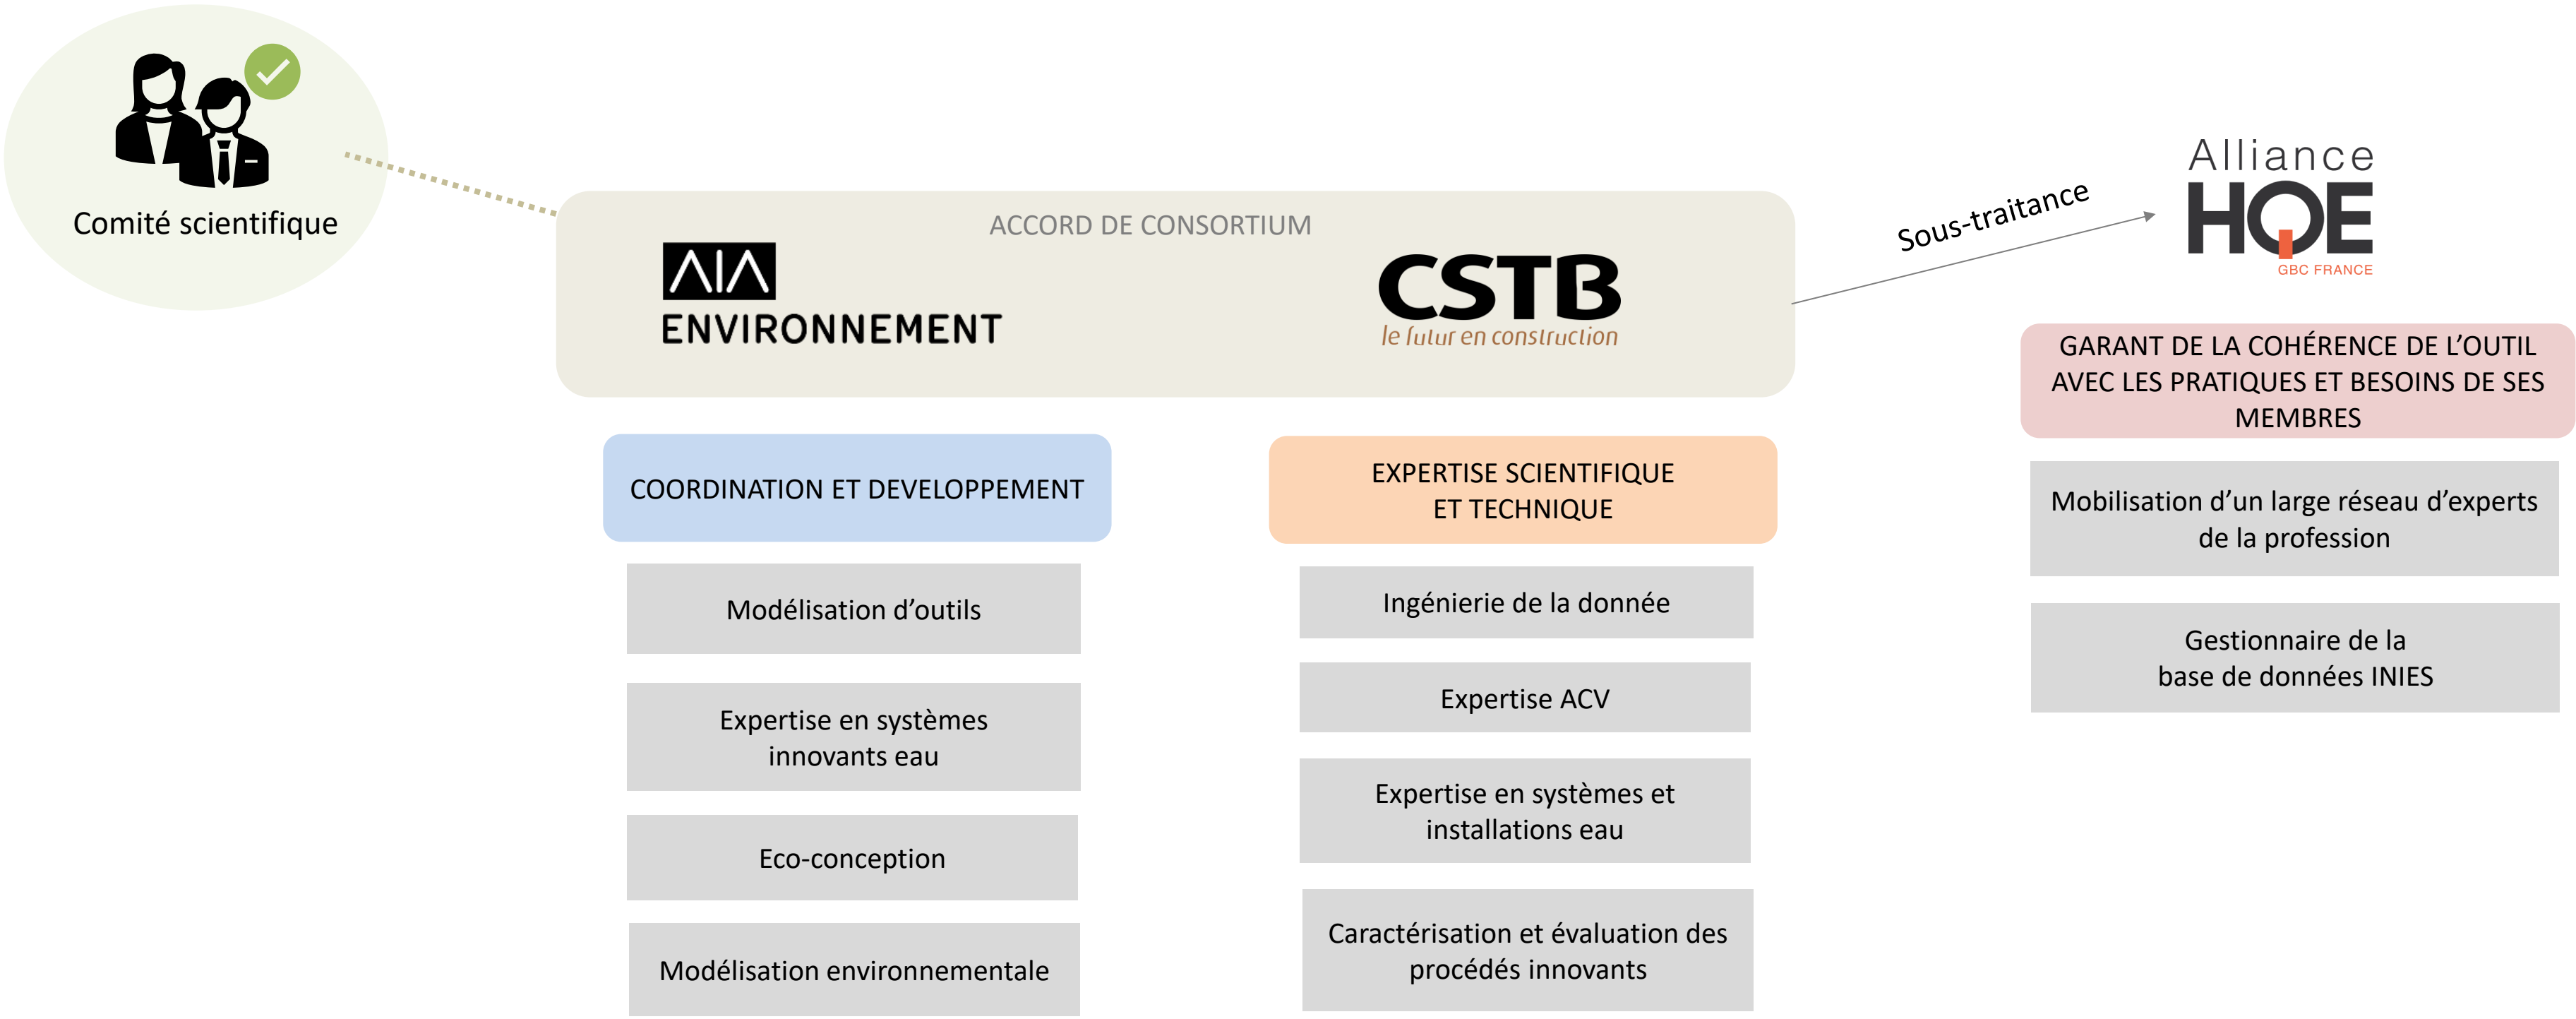 Comité scientifique
ACCORD DE CONSORTIUM
AIA
ENVIRONNEMENT
CSTB
le futur en construction
Sous-traitance
Alliance
HQE
GBC FRANCE
COORDINATION ET DEVELOPPEMENT
Modélisation d’outils
Expertise en systèmes
innovants eau
Eco-conception
Modélisation environnementale
EXPERTISE SCIENTIFIQUE
ET TECHNIQUE
Ingénierie de la donnée
Expertise ACV
Expertise en systèmes et
installations eau
Caractérisation et évaluation des
procédés innovants
GARANT DE LA COHÉRENCE DE L’OUTIL
AVEC LES PRATIQUES ET BESOINS DE SES
MEMBRES
Mobilisation d’un large réseau d’experts
de la profession
Gestionnaire de la
base de données INIES